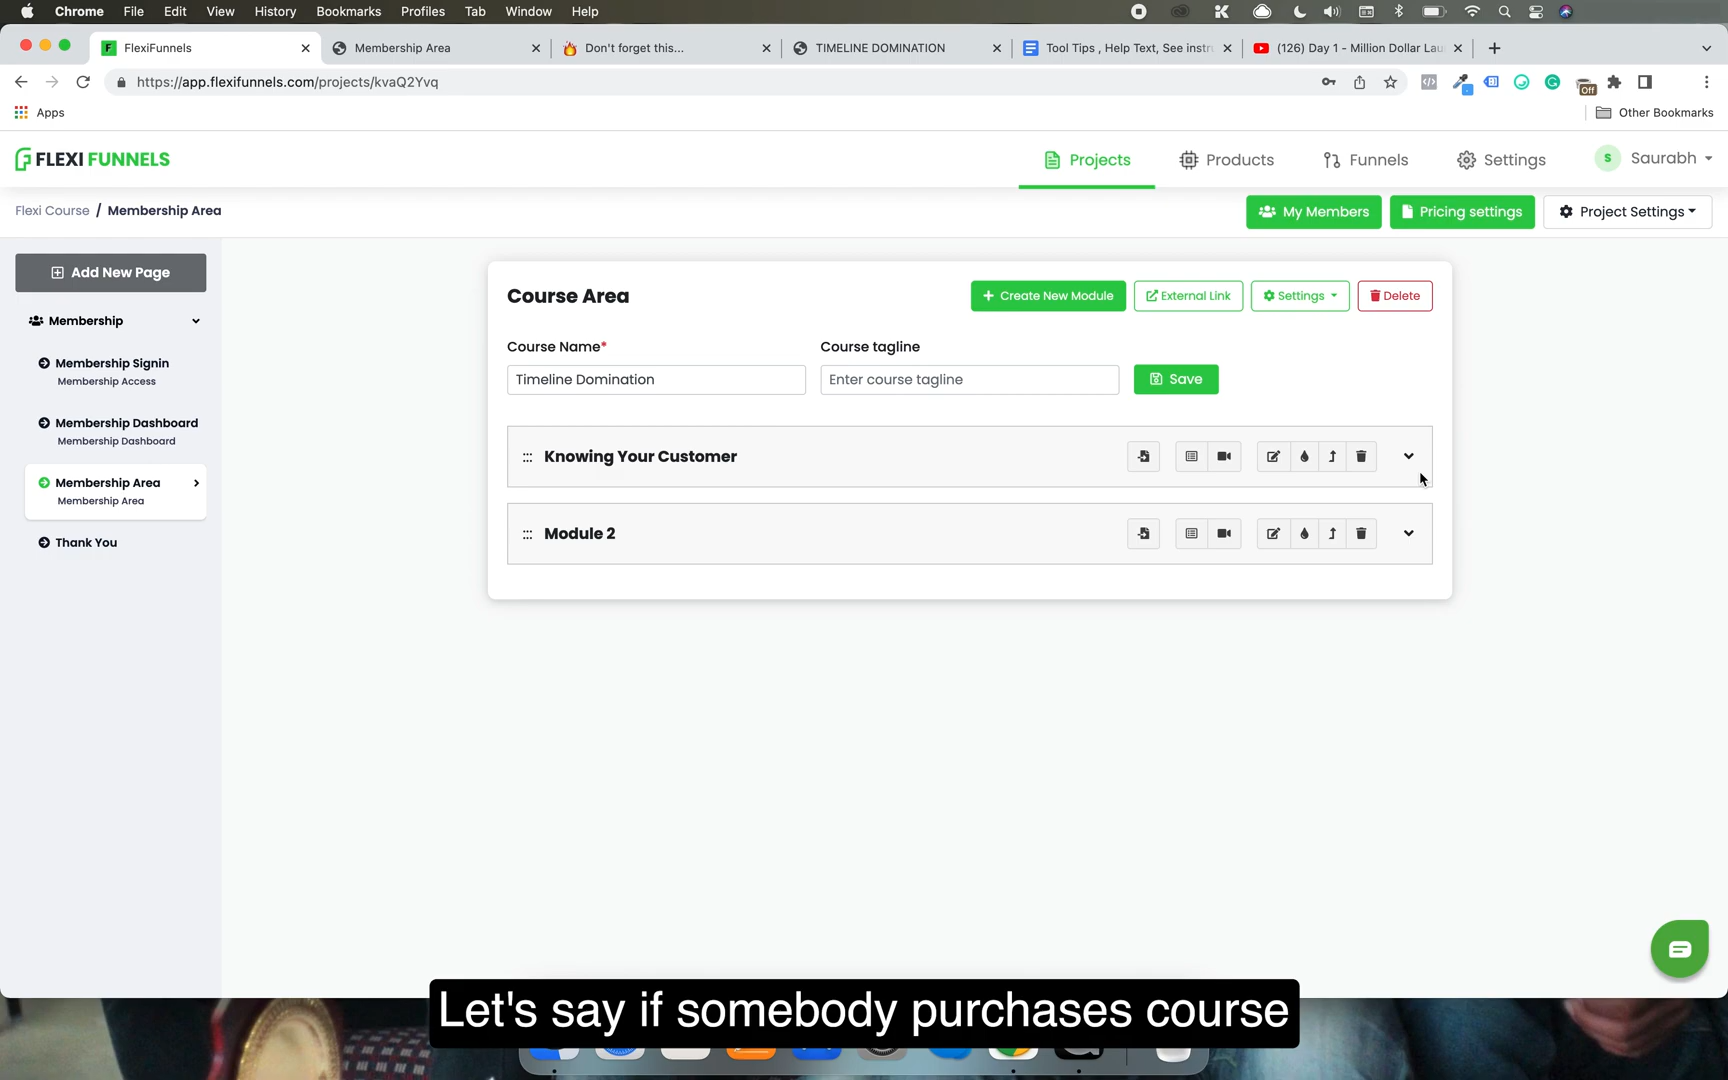 Chrome File Edit View History Bookmarks Profiles Tab Window Help
FlexiFunnels Membership Area Don't forget this... TIMELINE DOMINATION Tool Tips , Help Text, See instr (126) Day 1 - Million Dollar Lau
https://app.flexifunnels.com/projects/kvaQ2Yvq
Off
Apps Other Bookmarks
FLEXI FUNNELS Projects Products Funnels Settings S Saurabh
Flexi Course / Membership Area My Members Pricing settings Project Settings
Add New Page
Membership
Membership Signin
Membership Access
Membership Dashboard
Membership Dashboard
Membership Area
Membership Area
Thank You
Course Area + Create New Module External Link Settings Delete
Course Name* Course tagline
Timeline Domination Enter course tagline Save
Knowing Your Customer
Module 2
Let's say if somebody purchases course